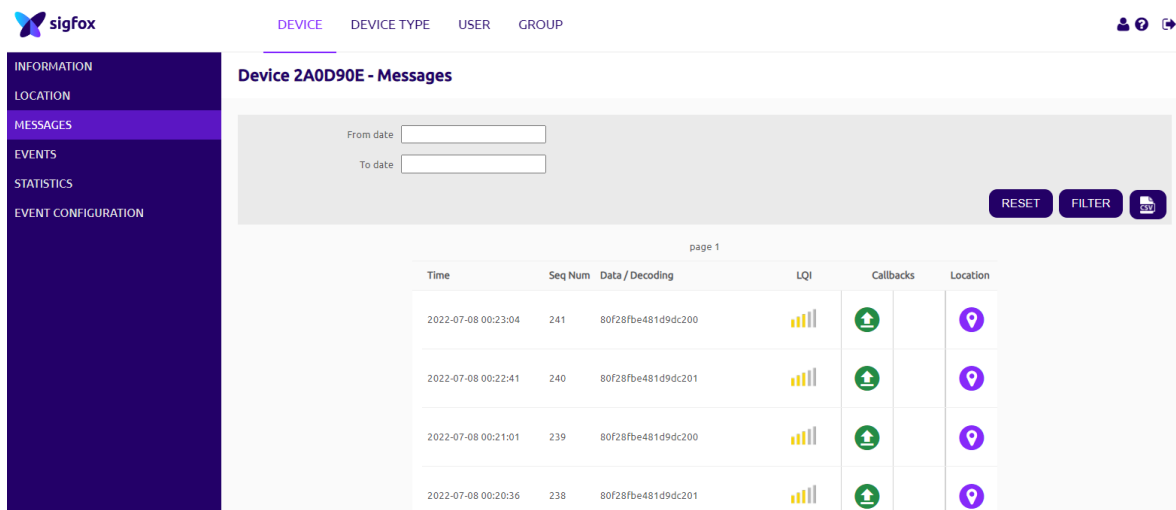 sigfox
DEVICE DEVICE TYPE USER GROUP
INFORMATION
LOCATION
MESSAGES
EVENTS
STATISTICS
EVENT CONFIGURATION
Device 2A0D90E - Messages
From date
To date
RESET FILTER CSV
page 1
Time Seq Num Data / Decoding LQI Callbacks Location
2022-07-08 00:23:04 241 80f28fbe481d9dc200
2022-07-08 00:22:41 240 80f28fbe481d9dc201
2022-07-08 00:21:01 239 80f28fbe481d9dc200
2022-07-08 00:20:36 238 80f28fbe481d9dc201